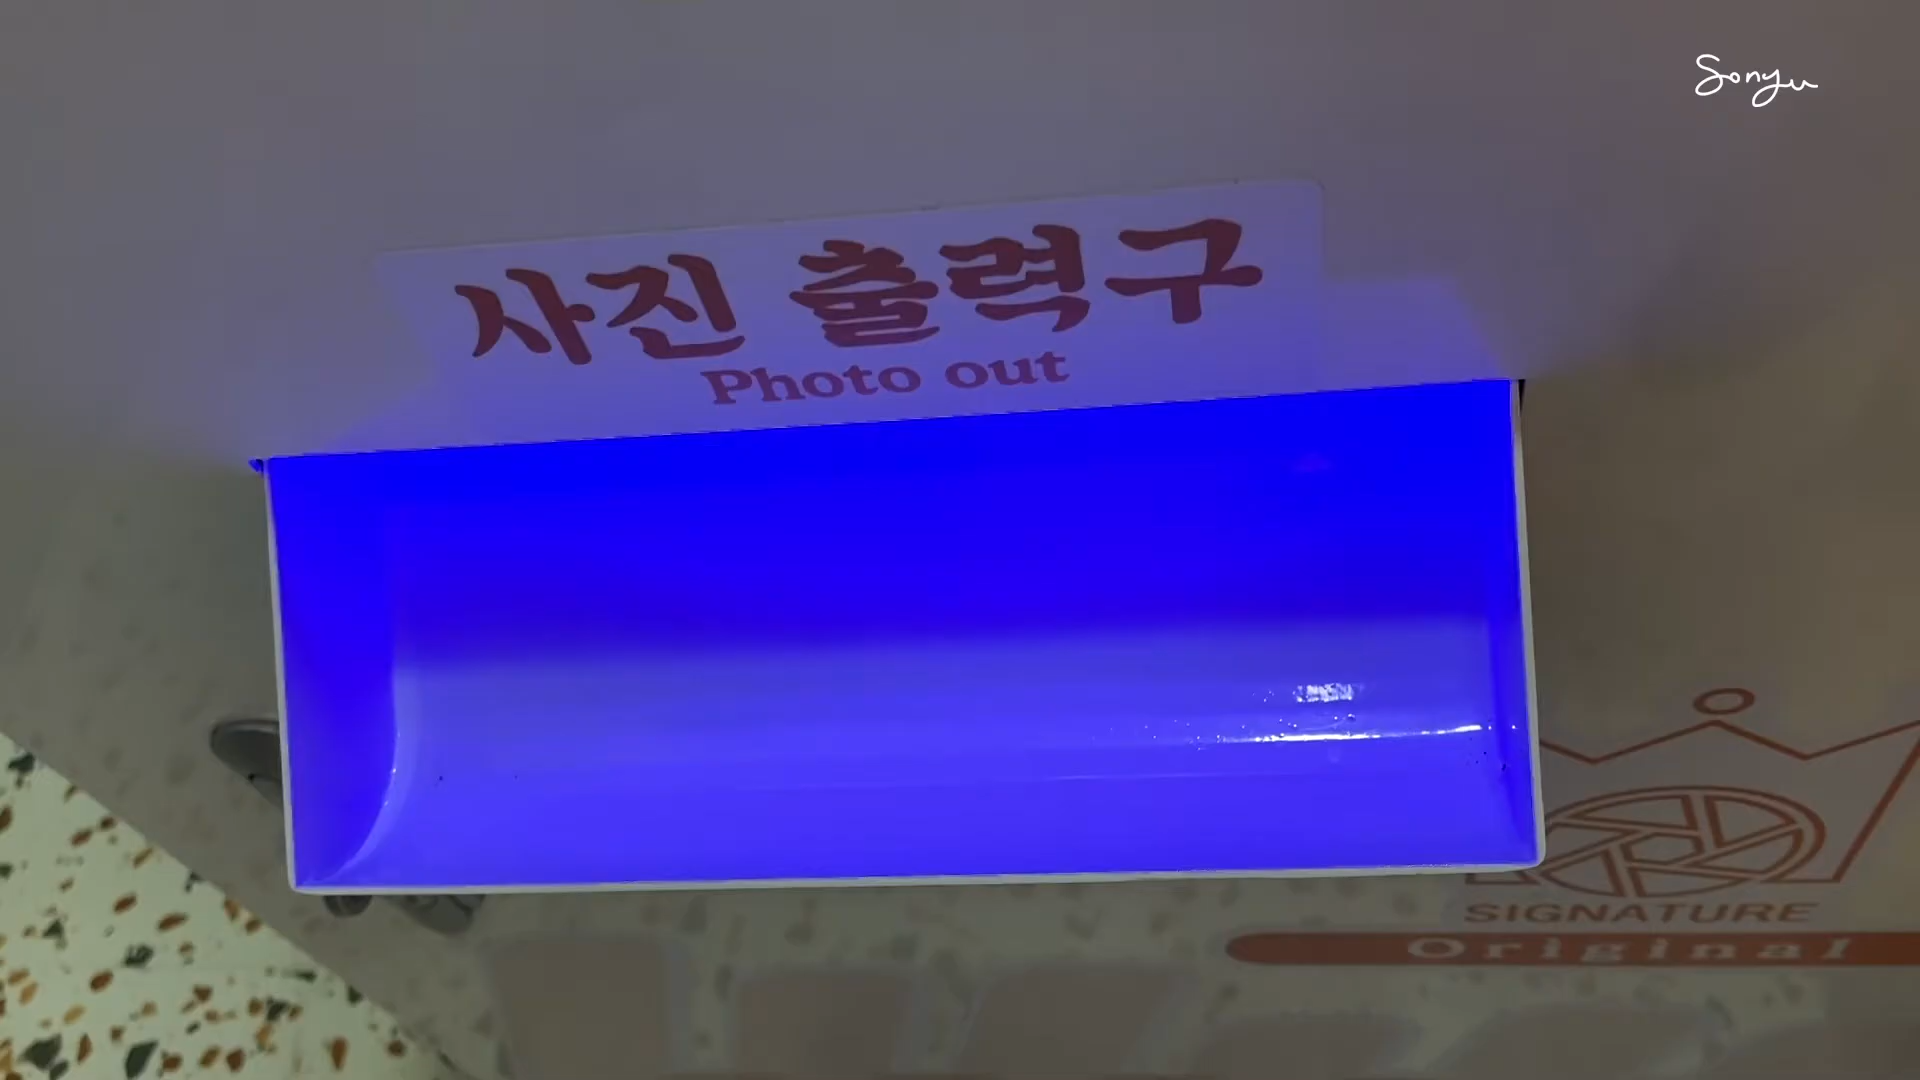 Sonyu
사진 출력구
Photo out
SIGNATURE
Original